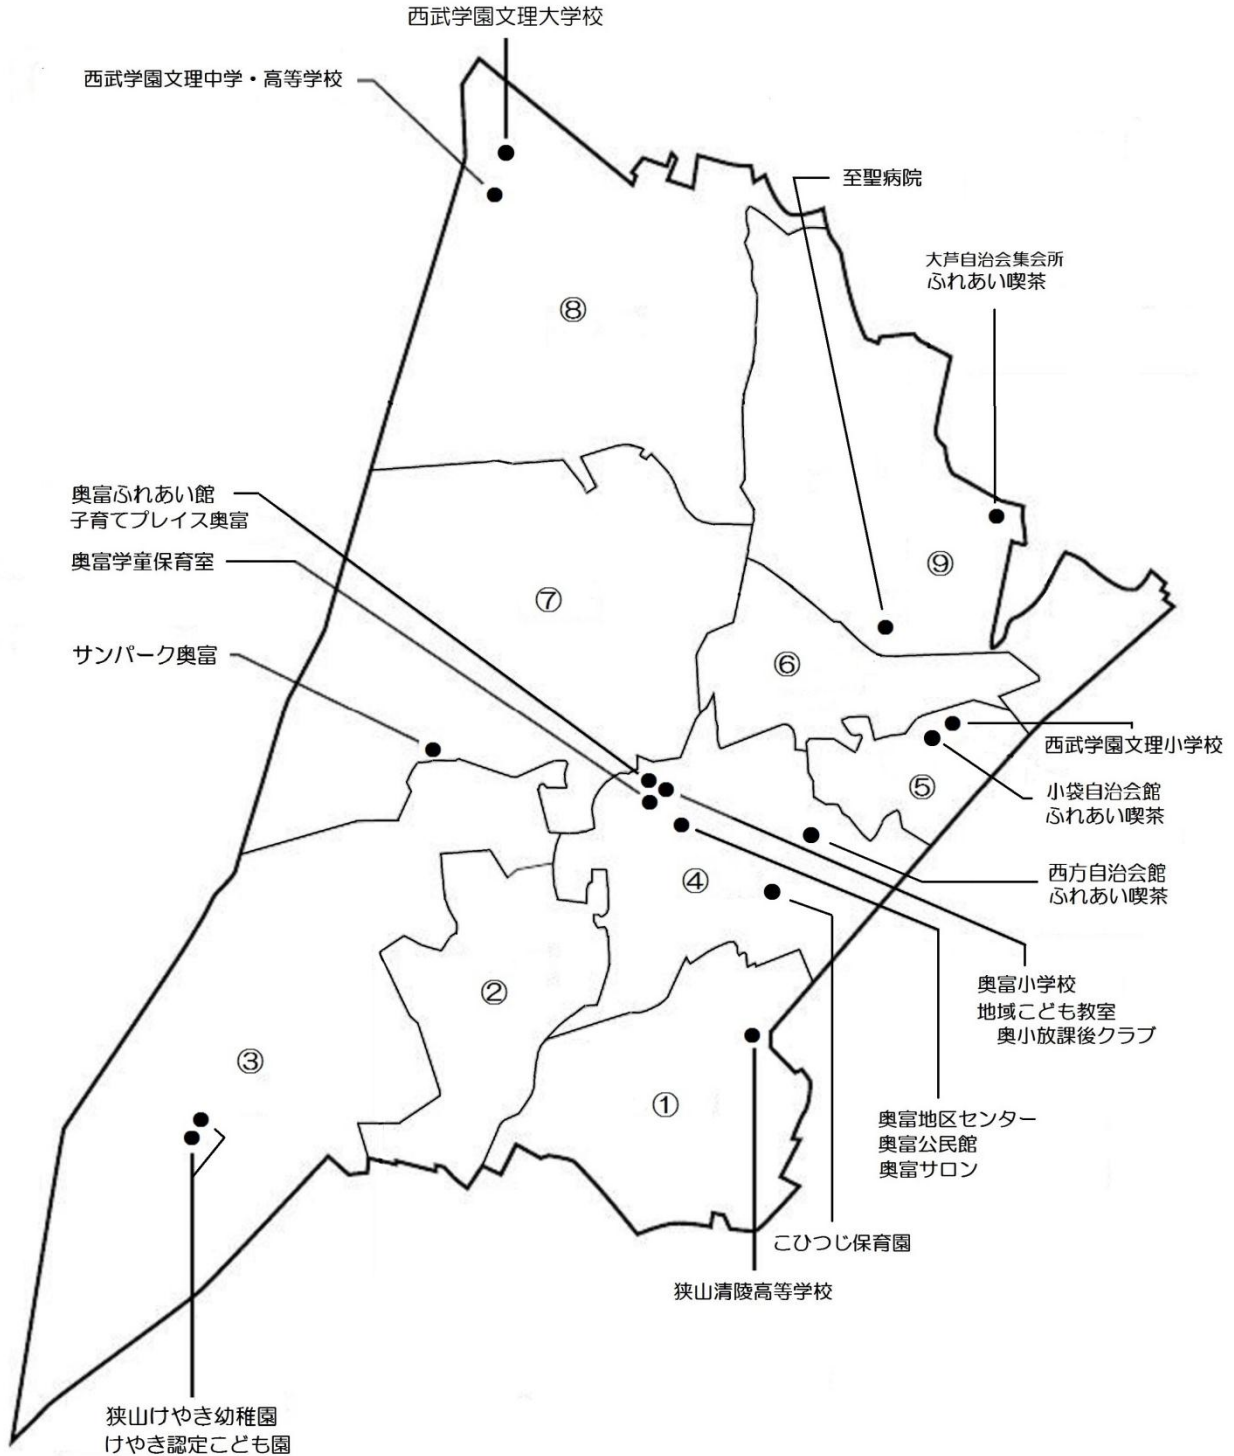 西武学園文理大学校
西武学園文理中学・高等学校
至聖病院
大芦自治会集会所
ふれあい喫茶
⑧
奥富ふれあい館
子育てプレイス奥富
奥富学童保育室
⑨
⑦
サンパーク奥富
⑥
西武学園文理小学校
⑤
小袋自治会館
ふれあい喫茶
④
西方自治会館
ふれあい喫茶
②
奥富小学校
地域こども教室
奥小放課後クラブ
③
①
奥富地区センター
奥富公民館
奥富サロン
こひつじ保育園
狭山清陵高等学校
狭山けやき幼稚園
けやき認定こども園